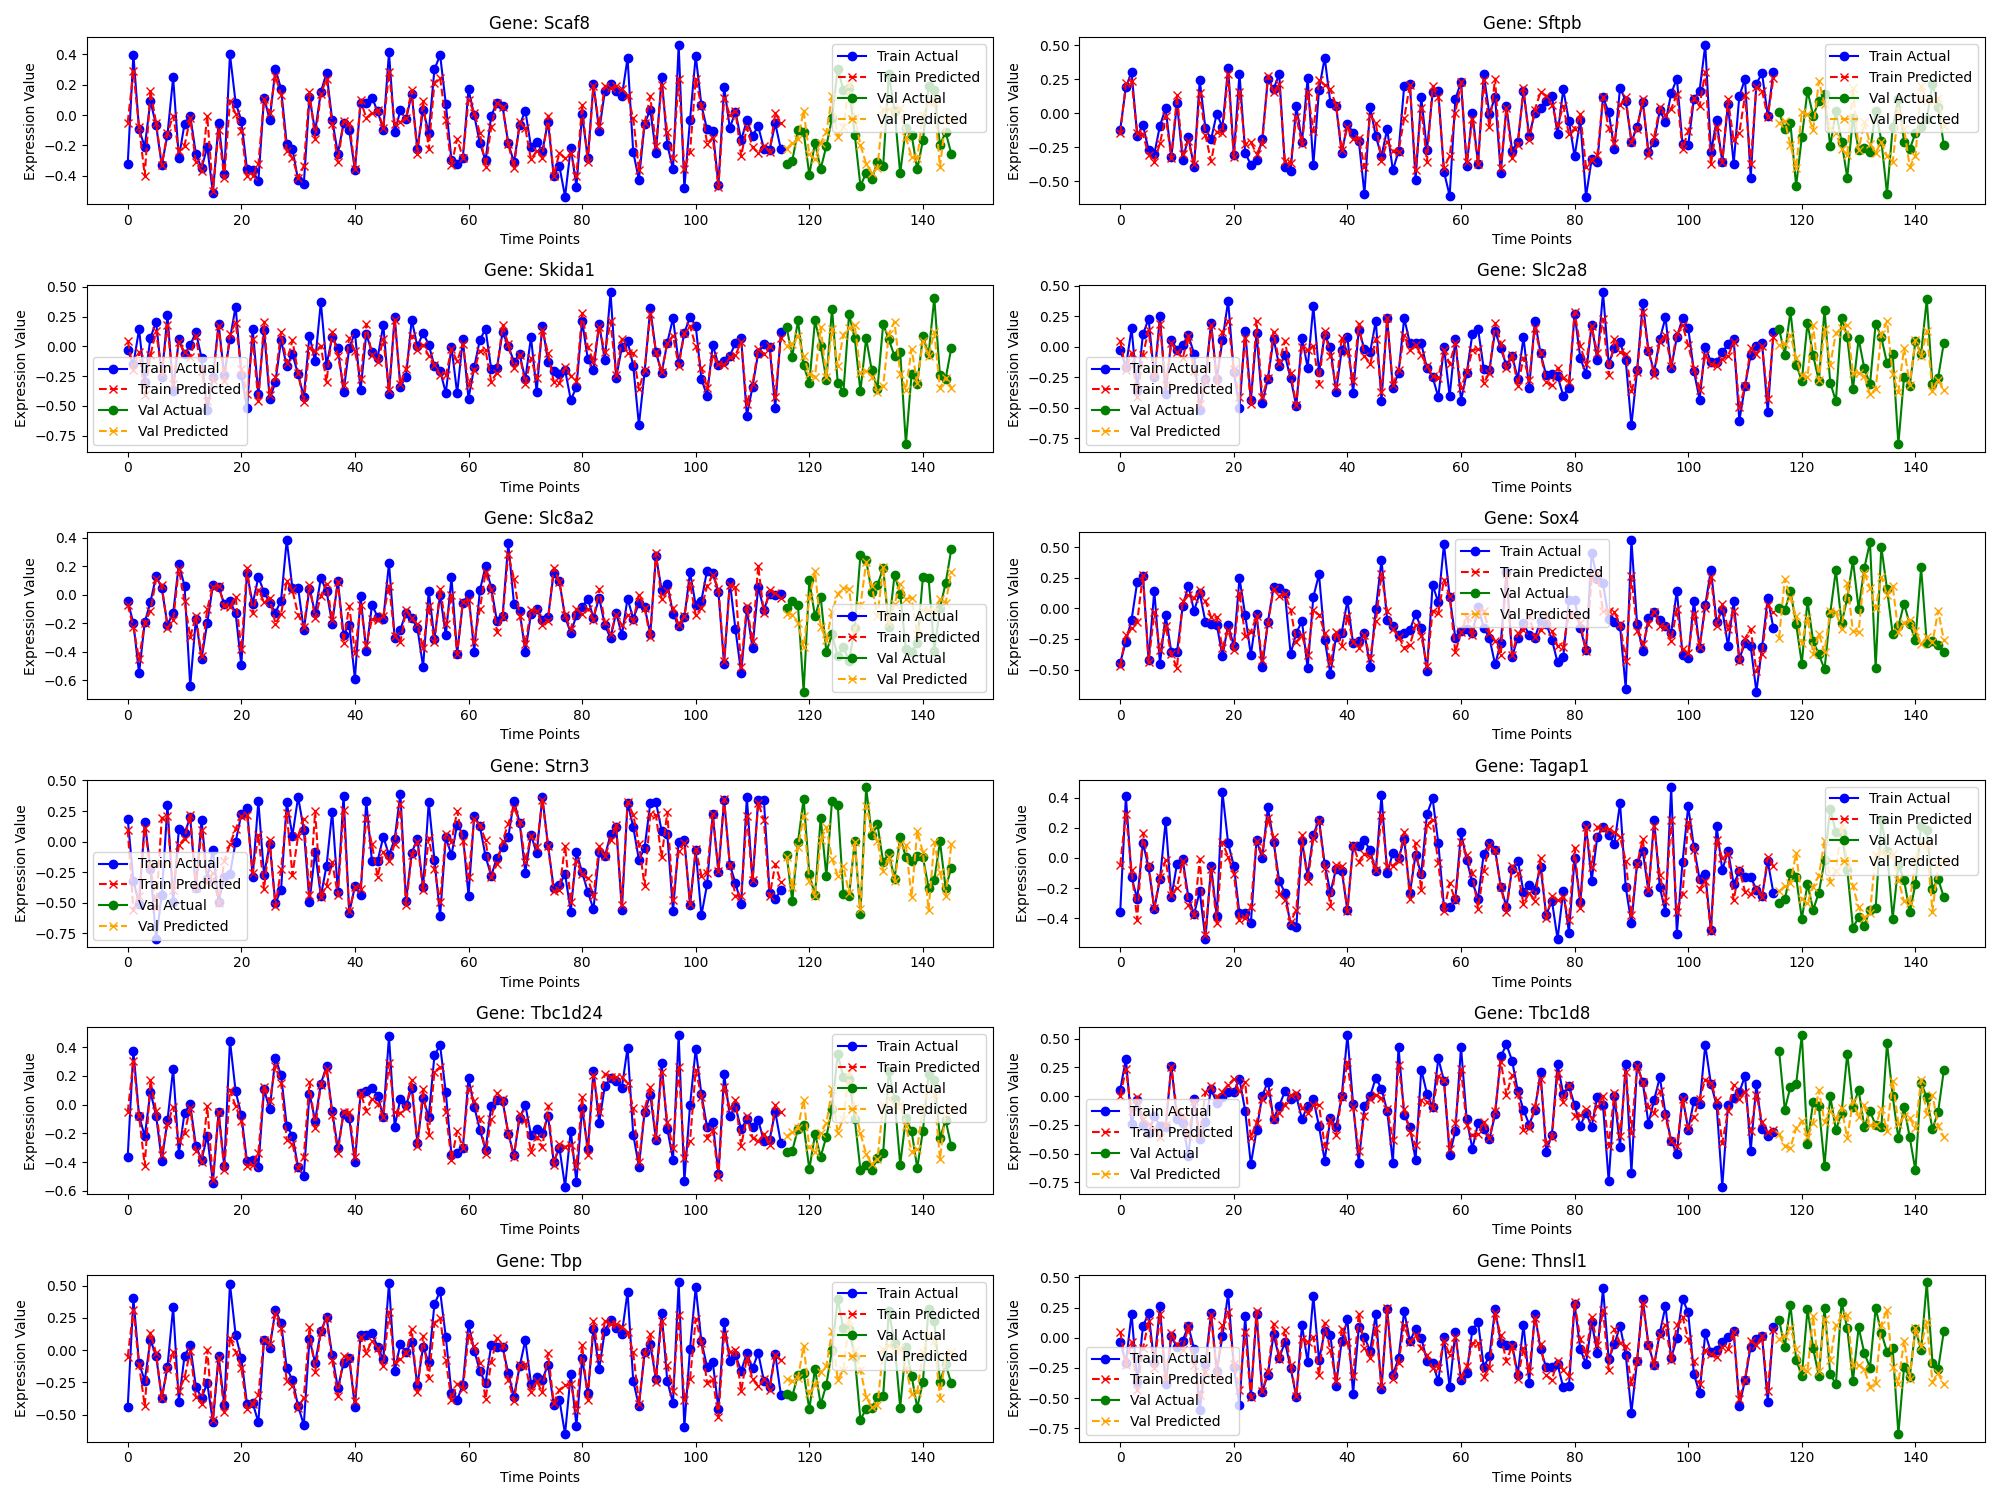 Gene: Scaf8
Expression Value
0.4
0.2
0.0
−0.2
−0.4
Train Actual
Train Predicted
Val Actual
Val Predicted
0 20 40 60 80 100 120 140
Time Points
Gene: Sftpb
Expression Value
0.50
0.25
0.00
−0.25
−0.50
Train Actual
Train Predicted
Val Actual
Val Predicted
0 20 40 60 80 100 120 140
Time Points
Gene: Skida1
Expression Value
0.50
0.25
0.00
−0.25
−0.50
−0.75
Train Actual
Train Predicted
Val Actual
Val Predicted
0 20 40 60 80 100 120 140
Time Points
Gene: Slc2a8
Expression Value
0.50
0.25
0.00
−0.25
−0.50
−0.75
Train Actual
Train Predicted
Val Actual
Val Predicted
0 20 40 60 80 100 120 140
Time Points
Gene: Slc8a2
Expression Value
0.4
0.2
0.0
−0.2
−0.4
−0.6
Train Actual
Train Predicted
Val Actual
Val Predicted
0 20 40 60 80 100 120 140
Time Points
Gene: Sox4
Expression Value
0.50
0.25
0.00
−0.25
−0.50
Train Actual
Train Predicted
Val Actual
Val Predicted
0 20 40 60 80 100 120 140
Time Points
Gene: Strn3
Expression Value
0.50
0.25
0.00
−0.25
−0.50
−0.75
Train Actual
Train Predicted
Val Actual
Val Predicted
0 20 40 60 80 100 120 140
Time Points
Gene: Tagap1
Expression Value
0.4
0.2
0.0
−0.2
−0.4
Train Actual
Train Predicted
Val Actual
Val Predicted
0 20 40 60 80 100 120 140
Time Points
Gene: Tbc1d24
Expression Value
0.4
0.2
0.0
−0.2
−0.4
−0.6
Train Actual
Train Predicted
Val Actual
Val Predicted
0 20 40 60 80 100 120 140
Time Points
Gene: Tbc1d8
Expression Value
0.50
0.25
0.00
−0.25
−0.50
−0.75
Train Actual
Train Predicted
Val Actual
Val Predicted
0 20 40 60 80 100 120 140
Time Points
Gene: Tbp
Expression Value
0.50
0.25
0.00
−0.25
−0.50
Train Actual
Train Predicted
Val Actual
Val Predicted
0 20 40 60 80 100 120 140
Time Points
Gene: Thnsl1
Expression Value
0.50
0.25
0.00
−0.25
−0.50
−0.75
Train Actual
Train Predicted
Val Actual
Val Predicted
0 20 40 60 80 100 120 140
Time Points